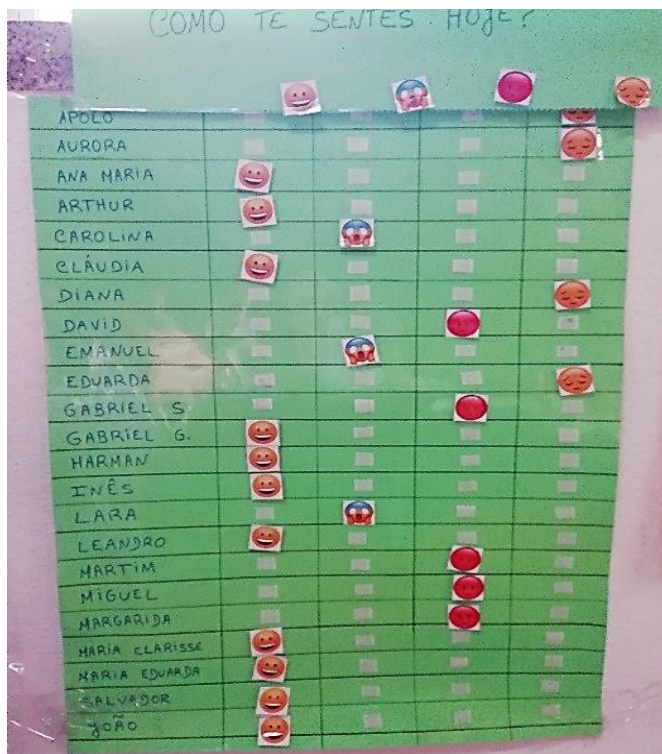 COMO TE SENTES HOJE?
APOLO
AURORA
ANA MARIA
ARTHUR
CAROLINA
CLÁUDIA
DIANA
DAVID
EMANUEL
EDUARDA
GABRIEL S
GABRIEL G.
HARMAN
INÊS
LARA
LEANDRO
MARTIM
MIGUEL
MARGARIDA
MARIA CLARISSE
MARIA EDUARDA
SALVADOR
JOÃO